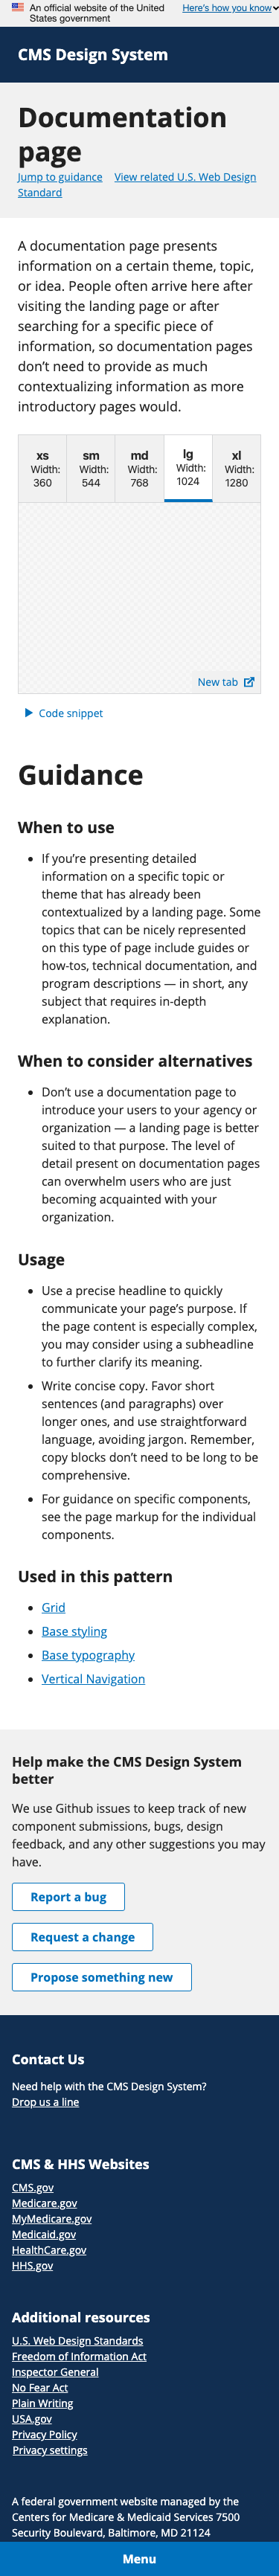 An official website of the United
States government
Here's how you know
CMS Design System
Documentation
page
Jump to guidance
View related U.S. Web Design
Standard
A documentation page presents
information on a certain theme, topic,
or idea. People often arrive here after
visiting the landing page or after
searching for a specific piece of
information, so documentation pages
don't need to provide as much
contextualizing information as more
introductory pages would.
xs
Width:
360
sm
Width:
544
md
Width:
768
lg
Width:
1024
xl
Width:
1280
New tab
Code snippet
Guidance
When to use
If you're presenting detailed
information on a specific topic or
theme that has already been
contextualized by a landing page. Some
topics that can be nicely represented
on this type of page include guides or
how-tos, technical documentation, and
program descriptions — in short, any
subject that requires in-depth
explanation.
When to consider alternatives
Don't use a documentation page to
introduce your users to your agency or
organization — a landing page is better
suited to that purpose. The level of
detail present on documentation pages
can overwhelm users who are just
becoming acquainted with your
organization.
Usage
Use a precise headline to quickly
communicate your page's purpose. If
the page content is especially complex,
you may consider using a subheadline
to further clarify its meaning.
Write concise copy. Favor short
sentences (and paragraphs) over
longer ones, and use straightforward
language, avoiding jargon. Remember,
copy blocks don't need to be long to be
comprehensive.
For guidance on specific components,
see the page markup for the individual
components.
Used in this pattern
Grid
Base styling
Base typography
Vertical Navigation
Help make the CMS Design System
better
We use Github issues to keep track of new
component submissions, bugs, design
feedback, and any other suggestions you may
have.
Report a bug
Request a change
Propose something new
Contact Us
Need help with the CMS Design System?
Drop us a line
CMS & HHS Websites
CMS.gov
Medicare.gov
MyMedicare.gov
Medicaid.gov
HealthCare.gov
HHS.gov
Additional resources
U.S. Web Design Standards
Freedom of Information Act
Inspector General
No Fear Act
Plain Writing
USA.gov
Privacy Policy
Privacy settings
A federal government website managed by the
Centers for Medicare & Medicaid Services 7500
Security Boulevard, Baltimore, MD 21124
Menu